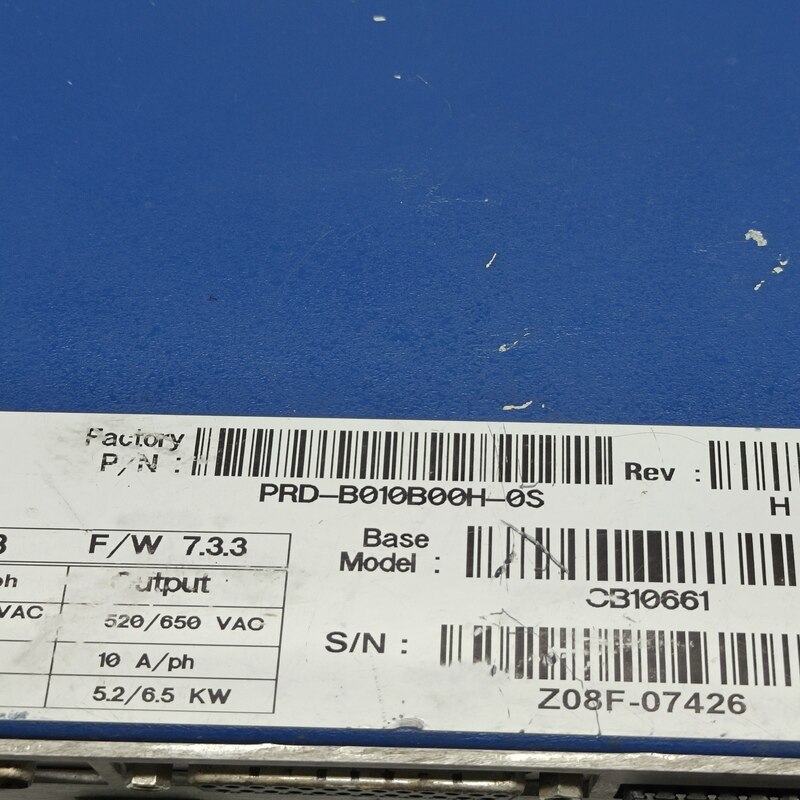 Factory
P/N :
PRD-B010B00H-0S
Rev :
H
F/W 7.3.3
Base
Model :
CB10661
S/N :
Z08F-07426
Output
VAC
520/650 VAC
10 A/ph
5.2/6.5 KW